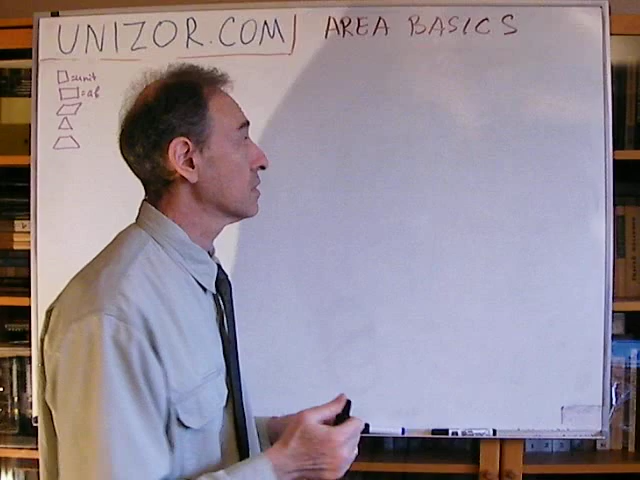 UNIZOR.COM | AREA BASICS
= unit
= ab